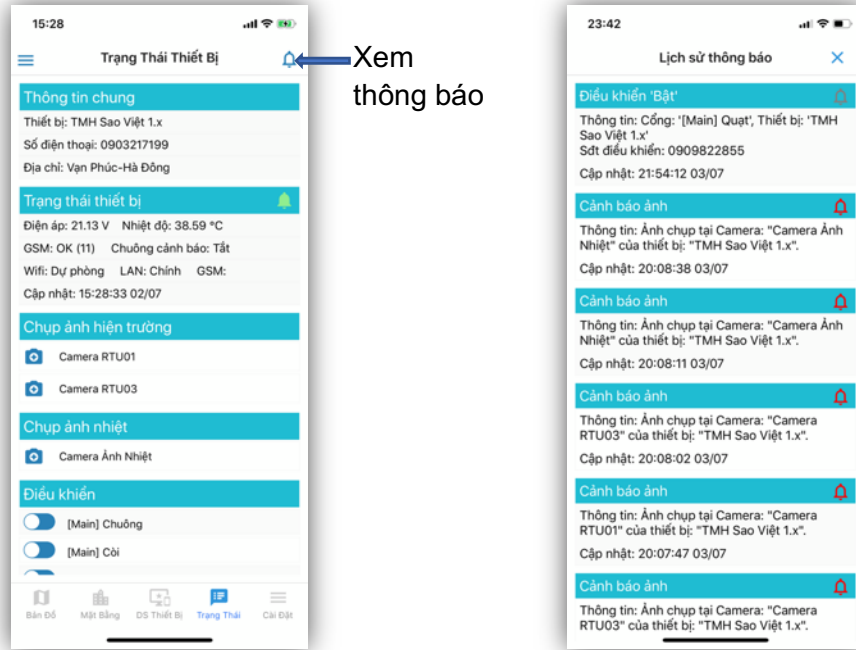 15:28
Trạng Thái Thiết Bị
Thông tin chung
Thiết bị: TMH Sao Việt 1.x
Số điện thoại: 0903217199
Địa chỉ: Vạn Phúc-Hà Đông
Trạng thái thiết bị
Điện áp: 21.13 V Nhiệt độ: 38.59 °C
GSM: OK (11) Chuông cảnh báo: Tắt
Wifi: Dự phòng LAN: Chính GSM:
Cập nhật: 15:28:33 02/07
Chụp ảnh hiện trường
Camera RTU01
Camera RTU03
Chụp ảnh nhiệt
Camera Ảnh Nhiệt
Điều khiển
[Main] Chuông
[Main] Còi
Bản Đồ Mặt Bằng DS Thiết Bị Trạng Thái Cài Đặt
Xem
thông báo
23:42
Lịch sử thông báo
Điều khiển 'Bật'
Thông tin: Cổng: '[Main] Quạt', Thiết bị: 'TMH
Sao Việt 1.x'
Sđt điều khiển: 0909822855
Cập nhật: 21:54:12 03/07
Cảnh báo ảnh
Thông tin: Ảnh chụp tại Camera: "Camera Ảnh
Nhiệt" của thiết bị: "TMH Sao Việt 1.x".
Cập nhật: 20:08:38 03/07
Cảnh báo ảnh
Thông tin: Ảnh chụp tại Camera: "Camera Ảnh
Nhiệt" của thiết bị: "TMH Sao Việt 1.x".
Cập nhật: 20:08:11 03/07
Cảnh báo ảnh
Thông tin: Ảnh chụp tại Camera: "Camera
RTU03" của thiết bị: "TMH Sao Việt 1.x".
Cập nhật: 20:08:02 03/07
Cảnh báo ảnh
Thông tin: Ảnh chụp tại Camera: "Camera
RTU01" của thiết bị: "TMH Sao Việt 1.x".
Cập nhật: 20:07:47 03/07
Cảnh báo ảnh
Thông tin: Ảnh chụp tại Camera: "Camera
RTU03" của thiết bị: "TMH Sao Việt 1.x".